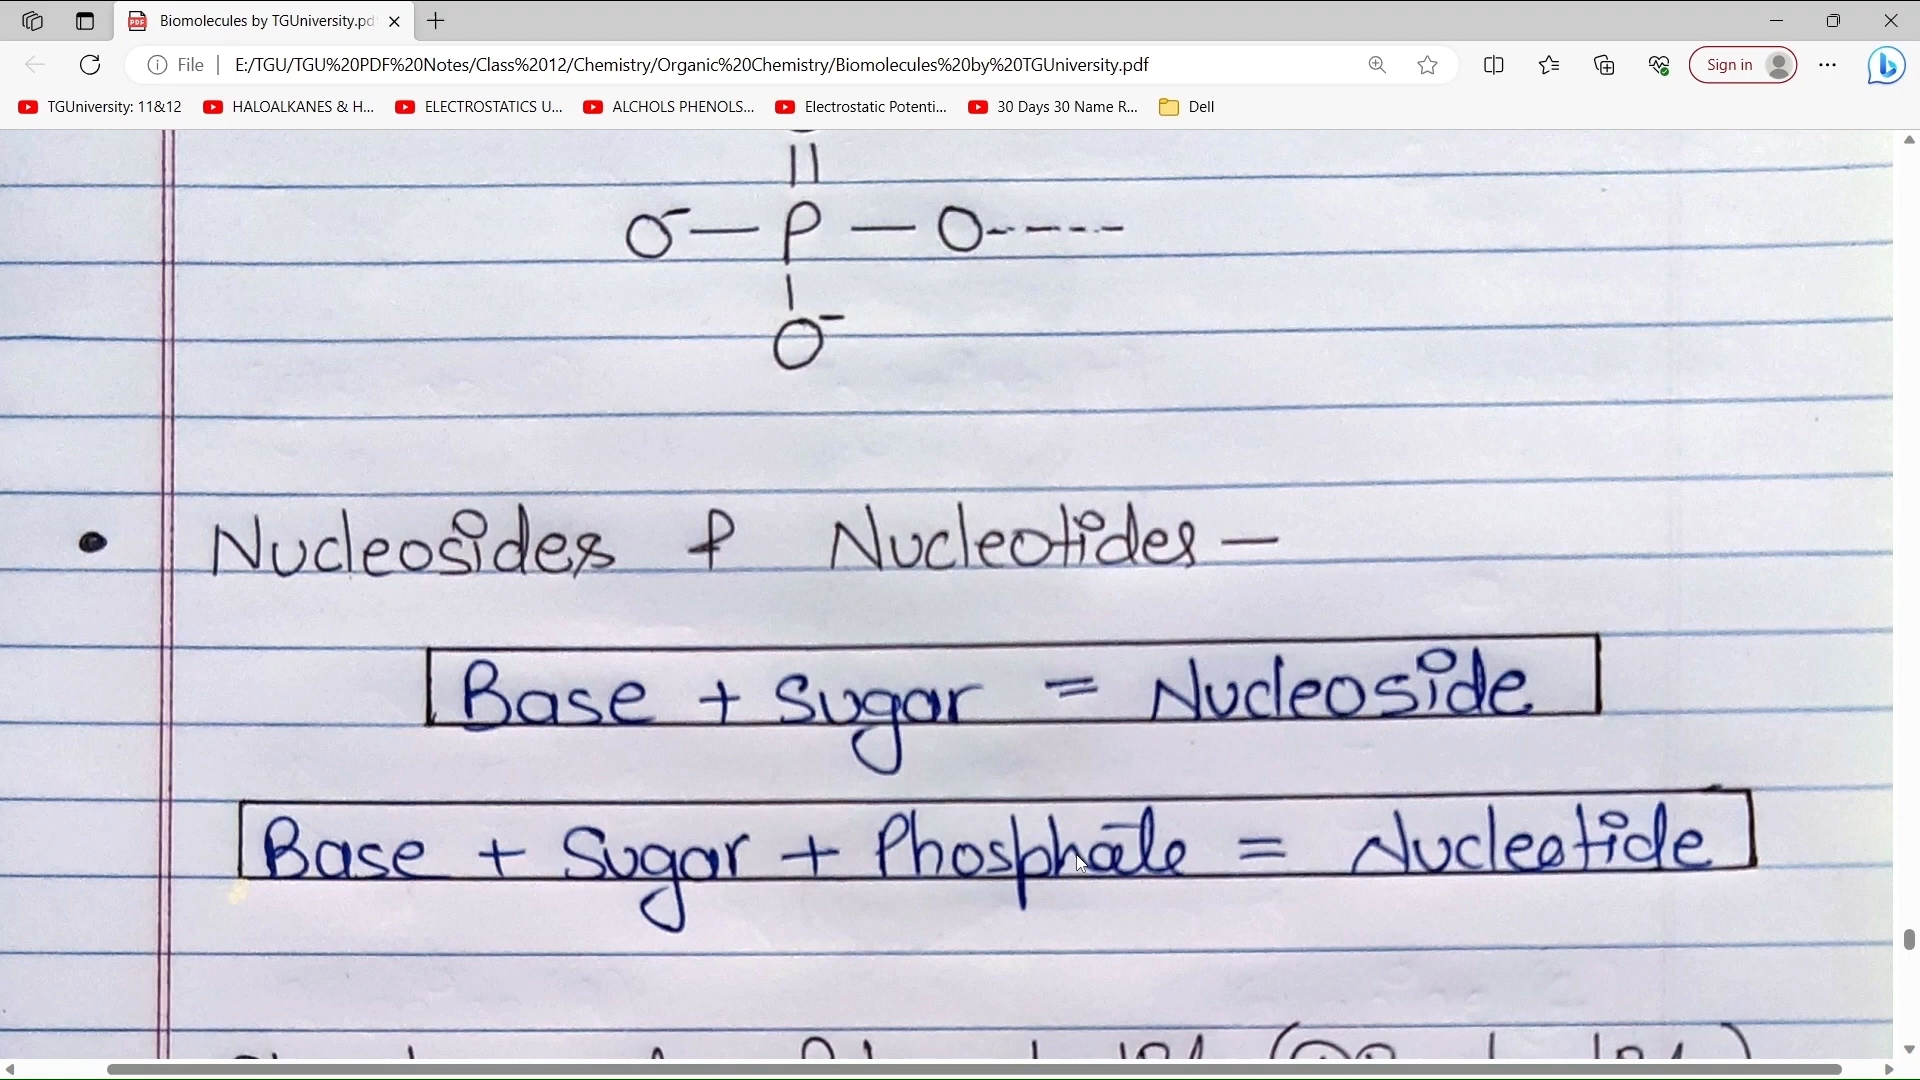 Biomolecules by TGUniversity.pd
File | E:/TGU/TGU%20PDF%20Notes/Class%2012/Chemistry/Organic%20Chemistry/Biomolecules%20by%20TGUniversity.pdf Sign in
TGUniversity: 11&12 HALOALKANES & H... ELECTROSTATICS U... ALCHOLS PHENOLS... Electrostatic Potenti... 30 Days 30 Name R... Dell
||
O⁻ — P — O-----
|
O⁻
• Nucleosides & Nucleotides —
Base + Sugar = Nucleoside
Base + Sugar + Phosphate = Nucleotide